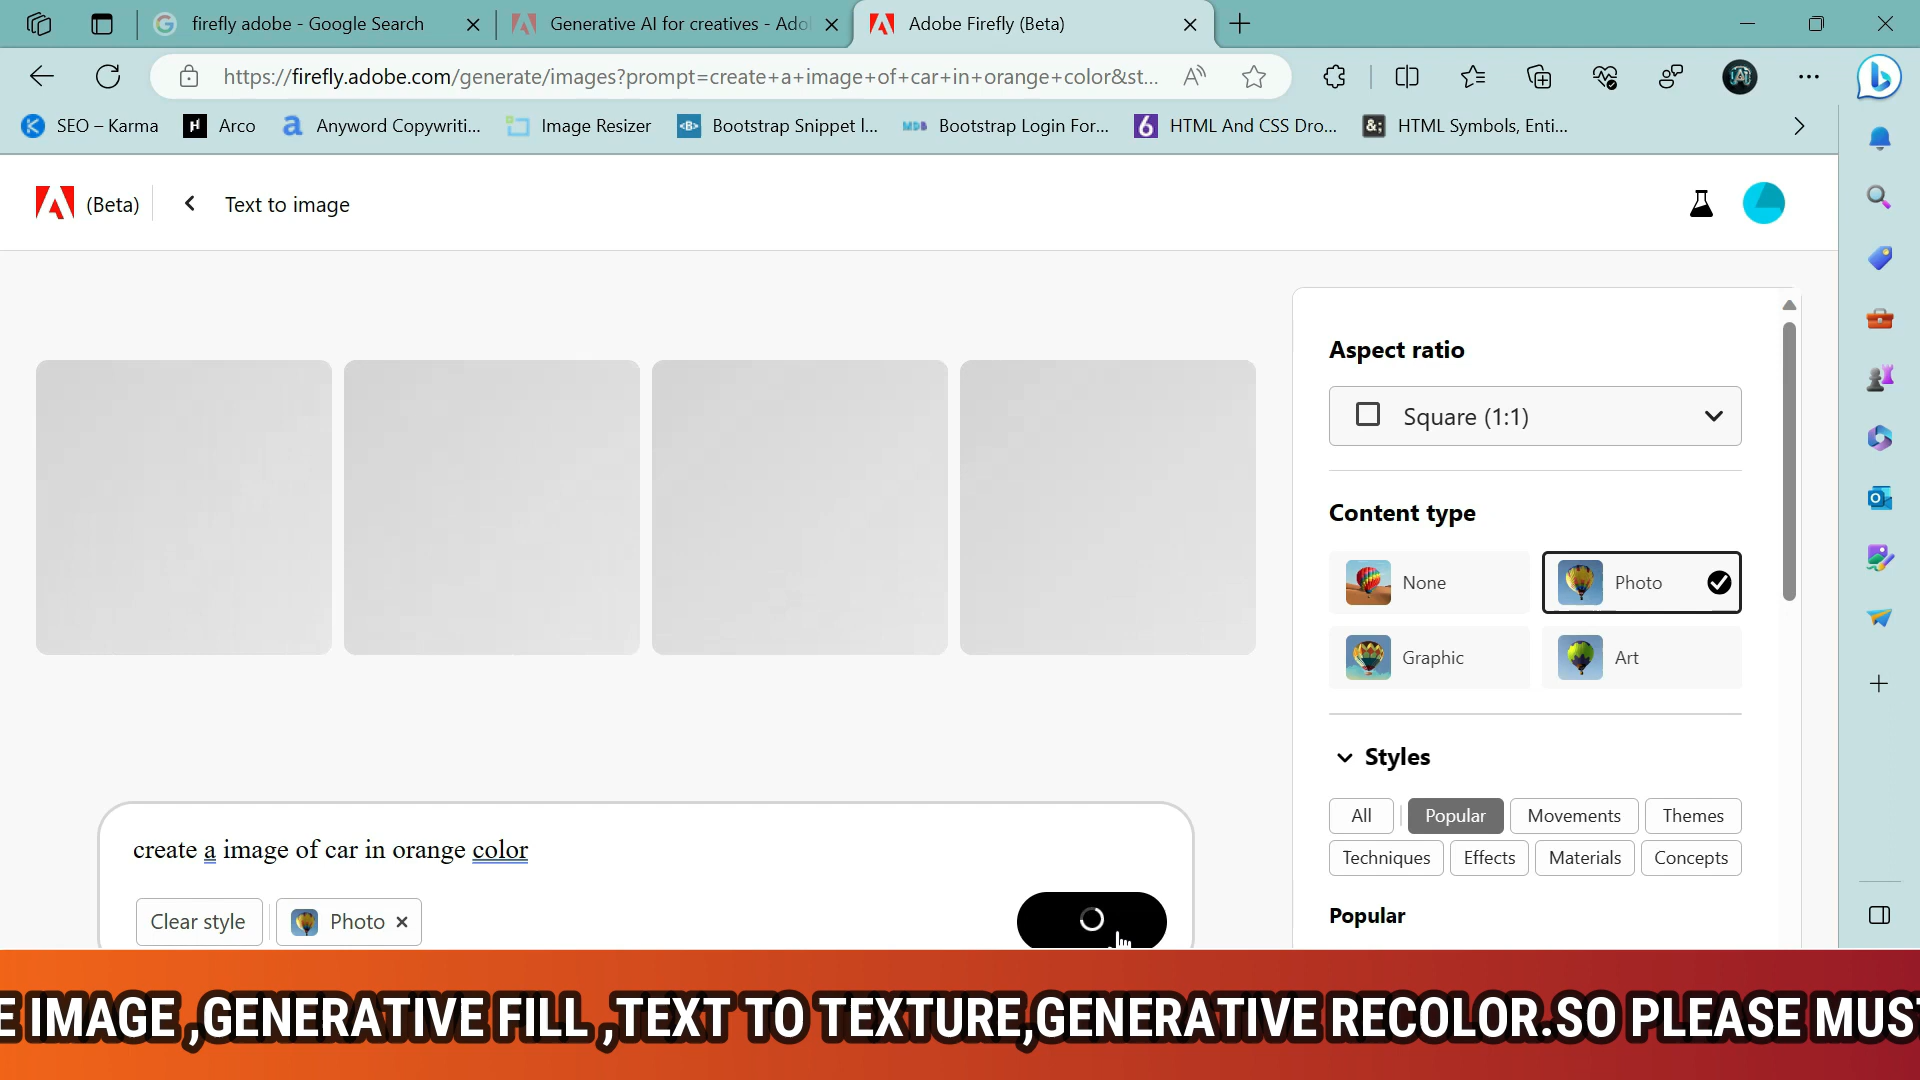 firefly adobe - Google Search
Generative AI for creatives - Ado
Adobe Firefly (Beta)
https://firefly.adobe.com/generate/images?prompt=create+a+image+of+car+in+orange+color&st...
SEO – Karma
Arco
Anyword Copywriti...
Image Resizer
Bootstrap Snippet l...
Bootstrap Login For...
HTML And CSS Dro...
HTML Symbols, Enti...
(Beta)
Text to image
Aspect ratio
Square (1:1)
Content type
None
Photo
Graphic
Art
Styles
All
Popular
Movements
Themes
Techniques
Effects
Materials
Concepts
Popular
create a image of car in orange color
Clear style
Photo
E IMAGE ,GENERATIVE FILL ,TEXT TO TEXTURE,GENERATIVE RECOLOR.SO PLEASE MUST